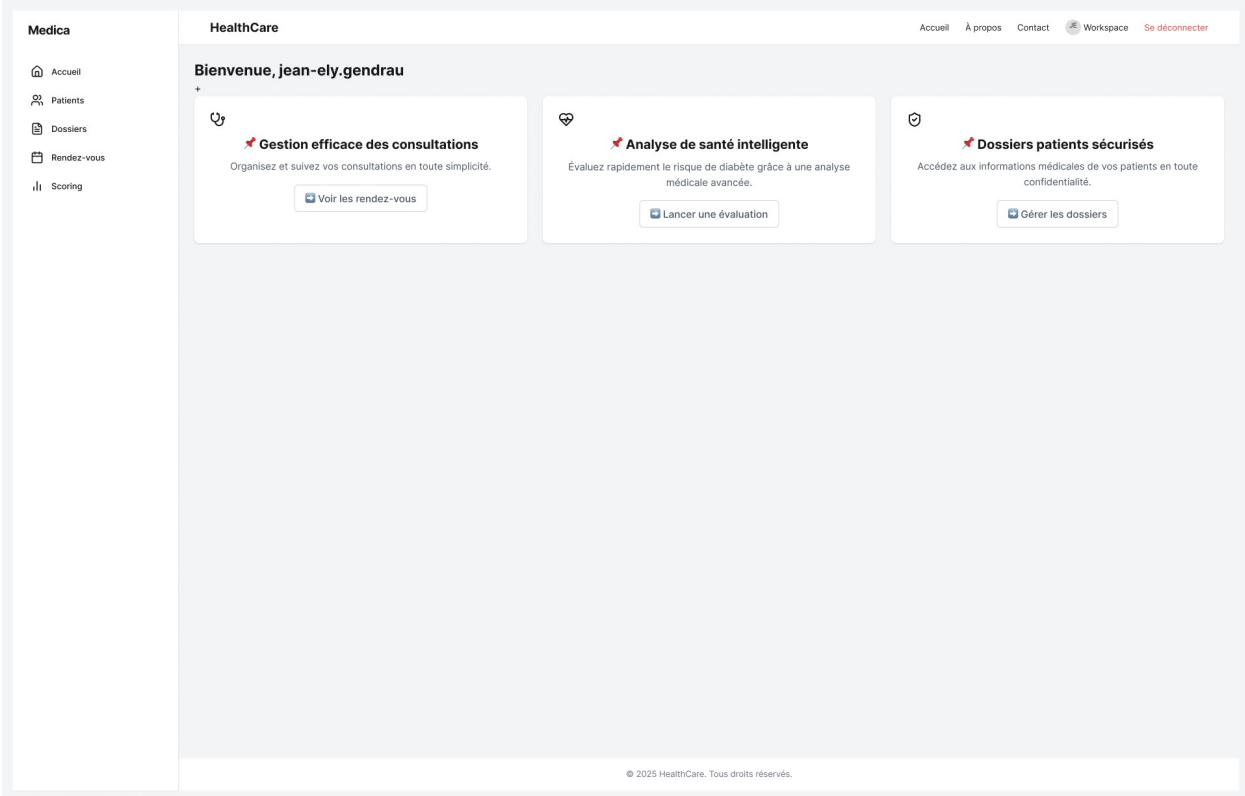 Medica
Accueil
Patients
Dossiers
Rendez-vous
Scoring
HealthCare
Accueil
À propos
Contact
JE Workspace
Se déconnecter
Bienvenue, jean-ely.gendrau
+
📌 Gestion efficace des consultations
Organisez et suivez vos consultations en toute simplicité.
➡️ Voir les rendez-vous
📌 Analyse de santé intelligente
Évaluez rapidement le risque de diabète grâce à une analyse
médicale avancée.
➡️ Lancer une évaluation
📌 Dossiers patients sécurisés
Accédez aux informations médicales de vos patients en toute
confidentialité.
➡️ Gérer les dossiers
© 2025 HealthCare. Tous droits réservés.